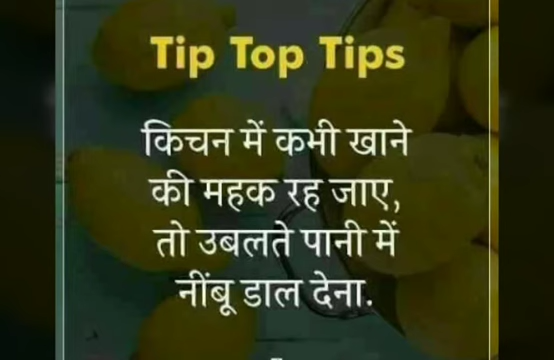 Tip Top Tips
किचन में कभी खाने
की महक रह जाए,
तो उबलते पानी में
नींबू डाल देना.